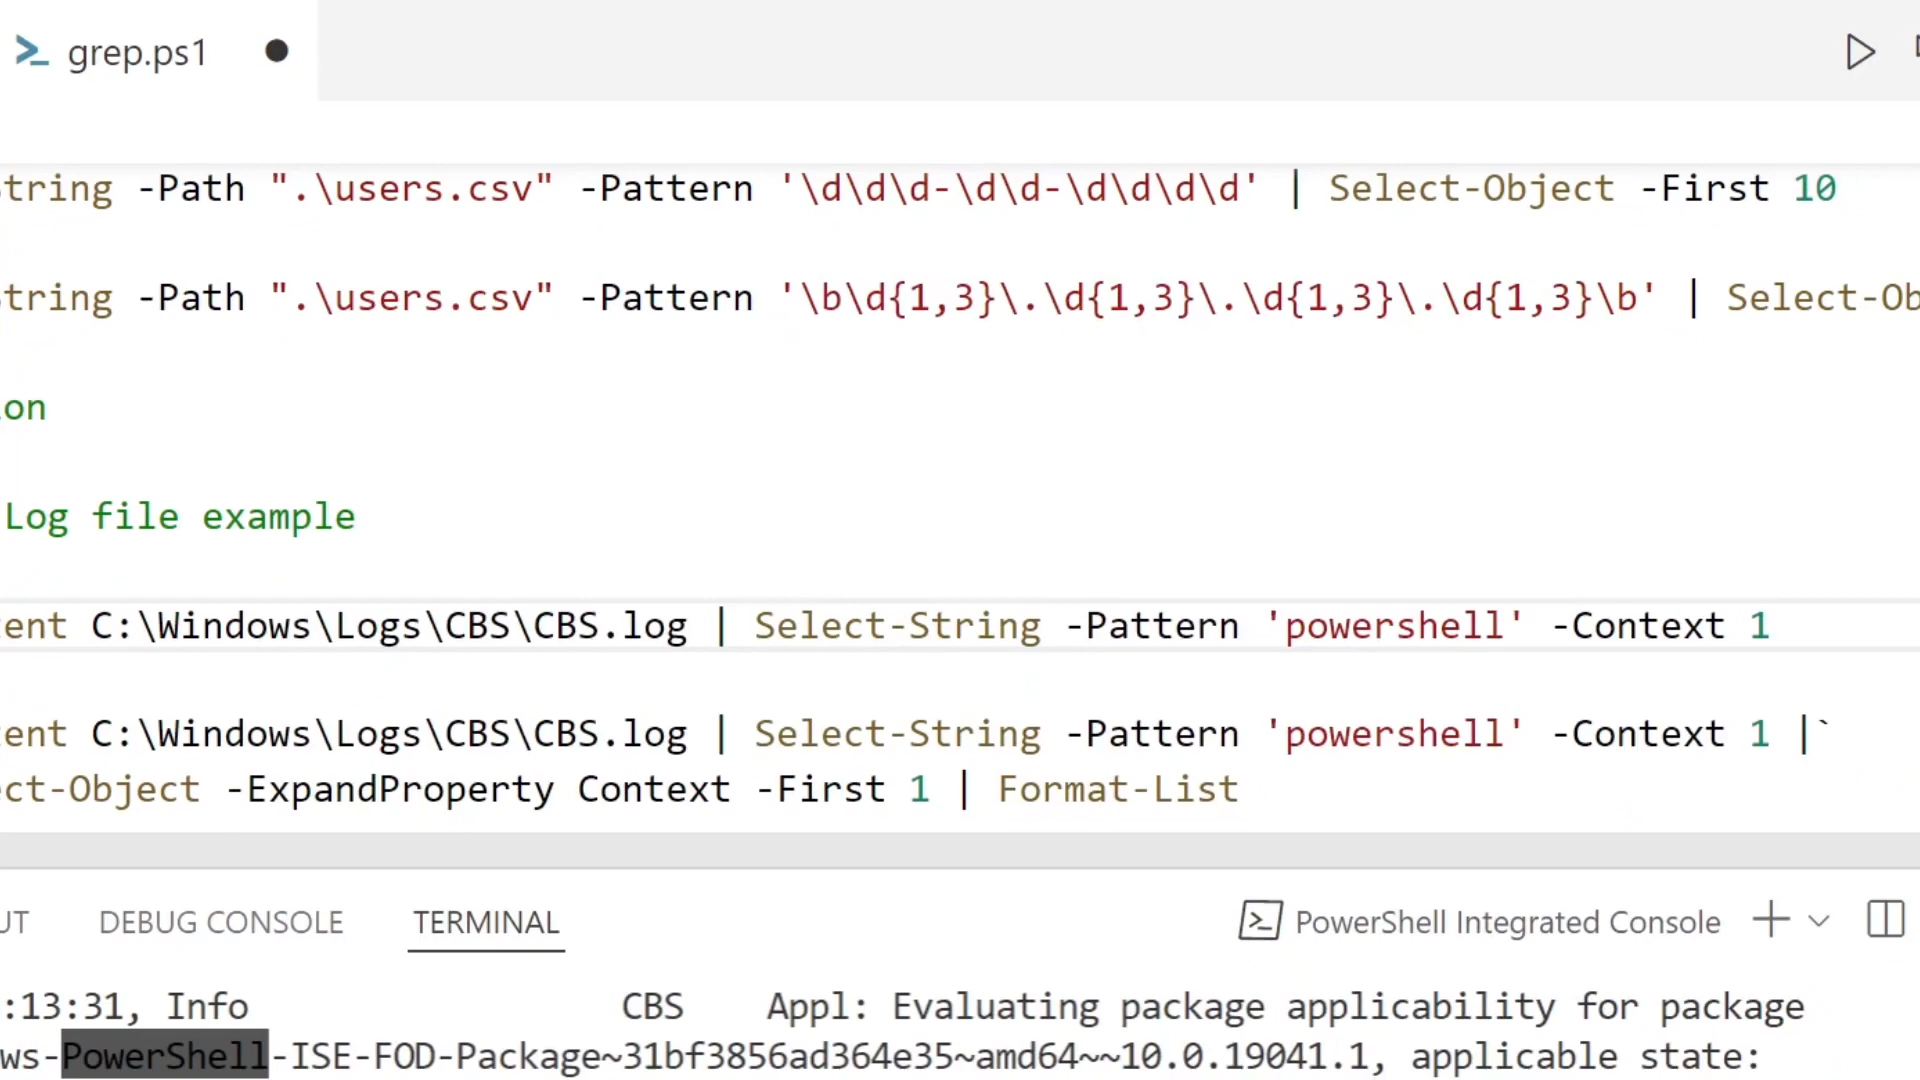 grep.ps1
tring -Path ".\users.csv" -Pattern '\d\d\d-\d\d-\d\d\d\d' | Select-Object -First 10
tring -Path ".\users.csv" -Pattern '\b\d{1,3}\.\d{1,3}\.\d{1,3}\.\d{1,3}\b' | Select-Ob
on
Log file example
ent C:\Windows\Logs\CBS\CBS.log | Select-String -Pattern 'powershell' -Context 1
ent C:\Windows\Logs\CBS\CBS.log | Select-String -Pattern 'powershell' -Context 1 |`
ct-Object -ExpandProperty Context -First 1 | Format-List
UT DEBUG CONSOLE TERMINAL PowerShell Integrated Console
:13:31, Info CBS Appl: Evaluating package applicability for package
ws-PowerShell-ISE-FOD-Package~31bf3856ad364e35~amd64~~10.0.19041.1, applicable state: